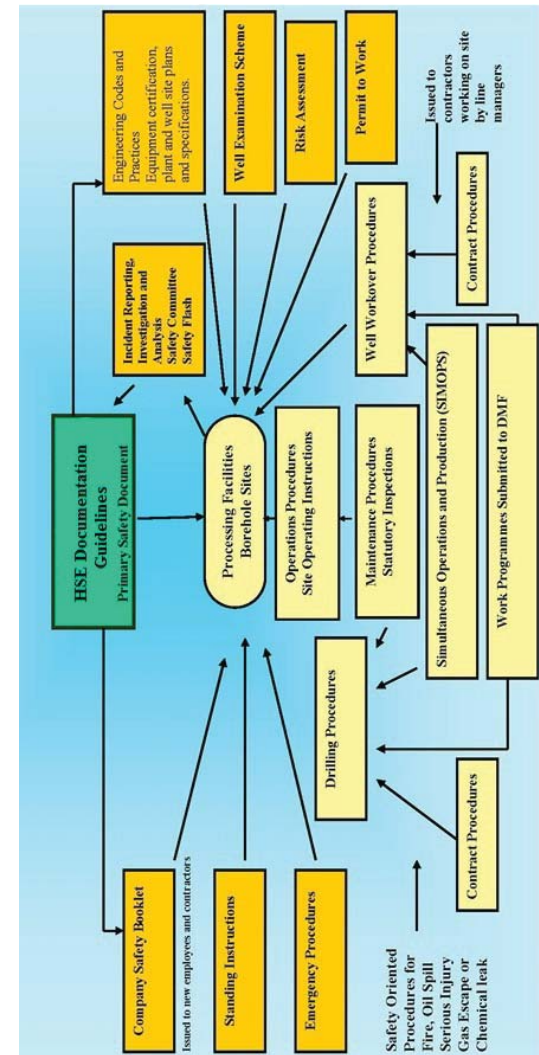 HSE Documentation
Guidelines
Primary Safety Document
Company Safety Booklet
Issued to new employees and contractors
Standing Instructions
Emergency Procedures
Safety Oriented
Procedures for
Fire, Oil Spill
Serious Injury
Gas Escape or
Chemical leak
Incident Reporting,
Investigation and
Analysis
Safety Committee
Safety Flash
Engineering Codes and
Practices
Equipment certification,
plant and well site plans
and specifications.
Well Examination Scheme
Risk Assessment
Permit to Work
Processing Facilities
Borehole Sites
Operations Procedures
Site Operating Instructions
Maintenance Procedures
Statutory Inspections
Drilling Procedures
Well Workover Procedures
Issued to
contractors
working on site
by line
managers
Contract Procedures
Simultaneous Operations and Production (SIMOPS)
Work Programmes Submitted to DMF
Contract Procedures